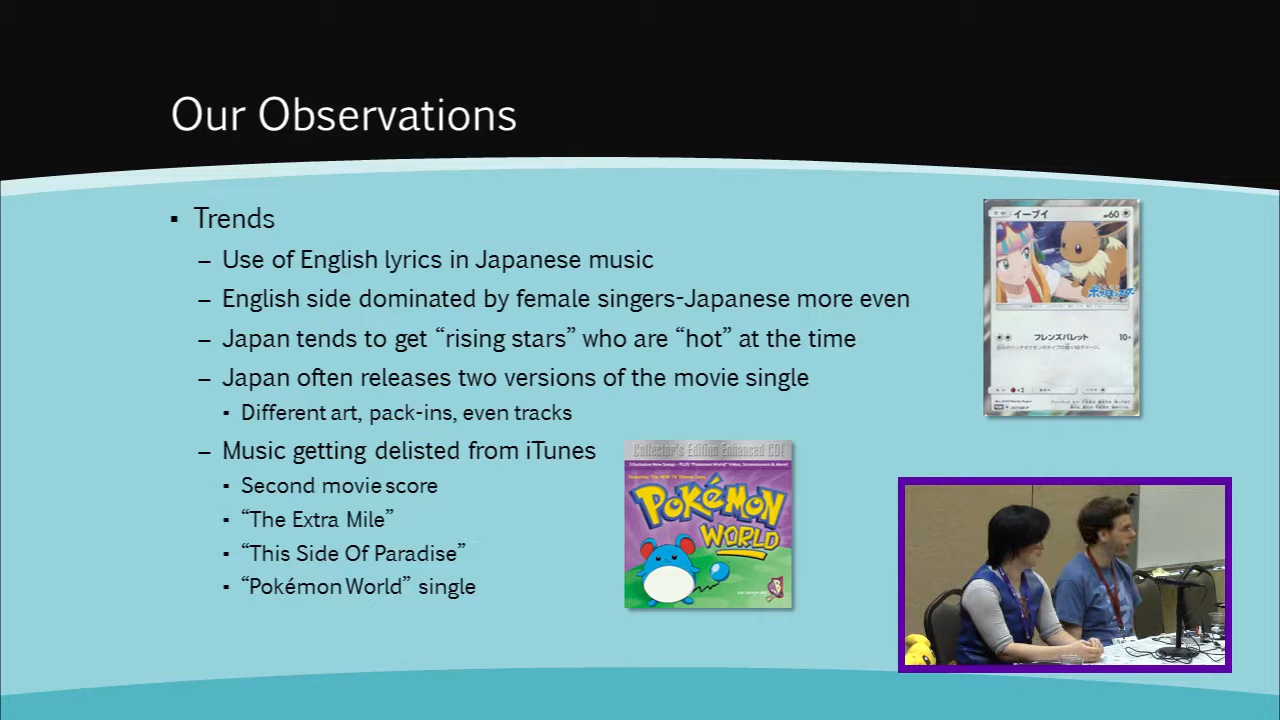 Our Observations
▪ Trends
– Use of English lyrics in Japanese music
– English side dominated by female singers-Japanese more even
– Japan tends to get “rising stars” who are “hot” at the time
– Japan often releases two versions of the movie single
▪ Different art, pack-ins, even tracks
– Music getting delisted from iTunes
▪ Second movie score
▪ “The Extra Mile”
▪ “This Side Of Paradise”
▪ “Pokémon World” single
イーブイ 60
フレンズパレット 10
Collector's Edition Enhanced CD!
POKéMON
WORLD